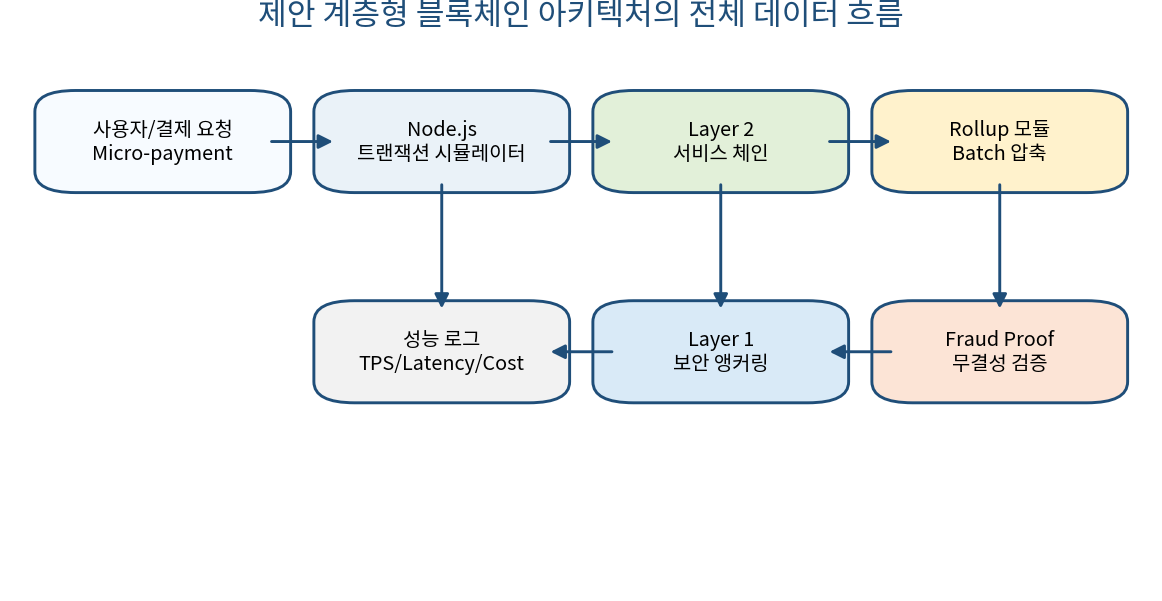 제안 계층형 블록체인 아키텍처의 전체 데이터 흐름
사용자/결제 요청
Micro-payment
Node.js
트랜잭션 시뮬레이터
Layer 2
서비스 체인
Rollup 모듈
Batch 압축
성능 로그
TPS/Latency/Cost
Layer 1
보안 앵커링
Fraud Proof
무결성 검증